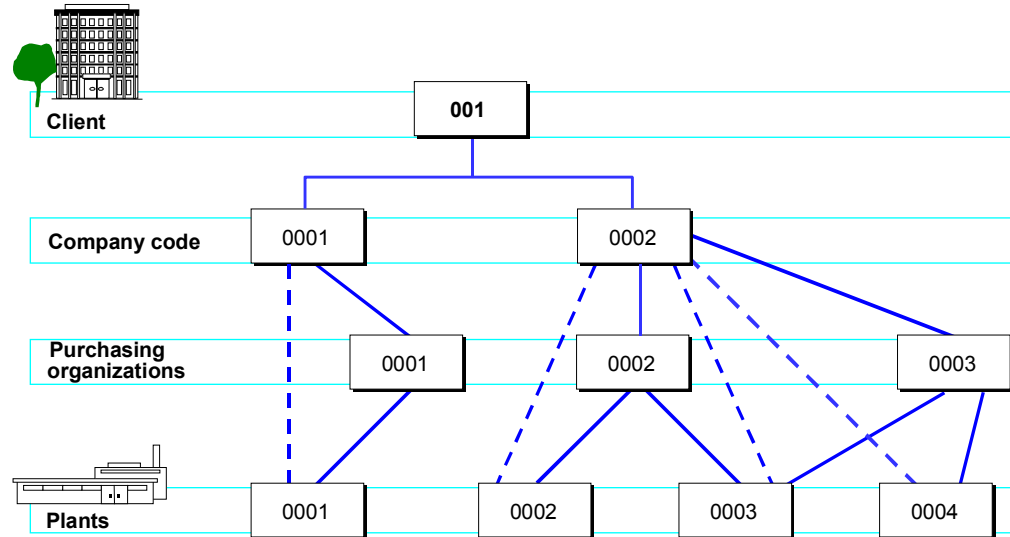 001
Client
0001
0002
Company code
Purchasing
organizations
0001
0002
0003
0001
0002
0003
0004
Plants